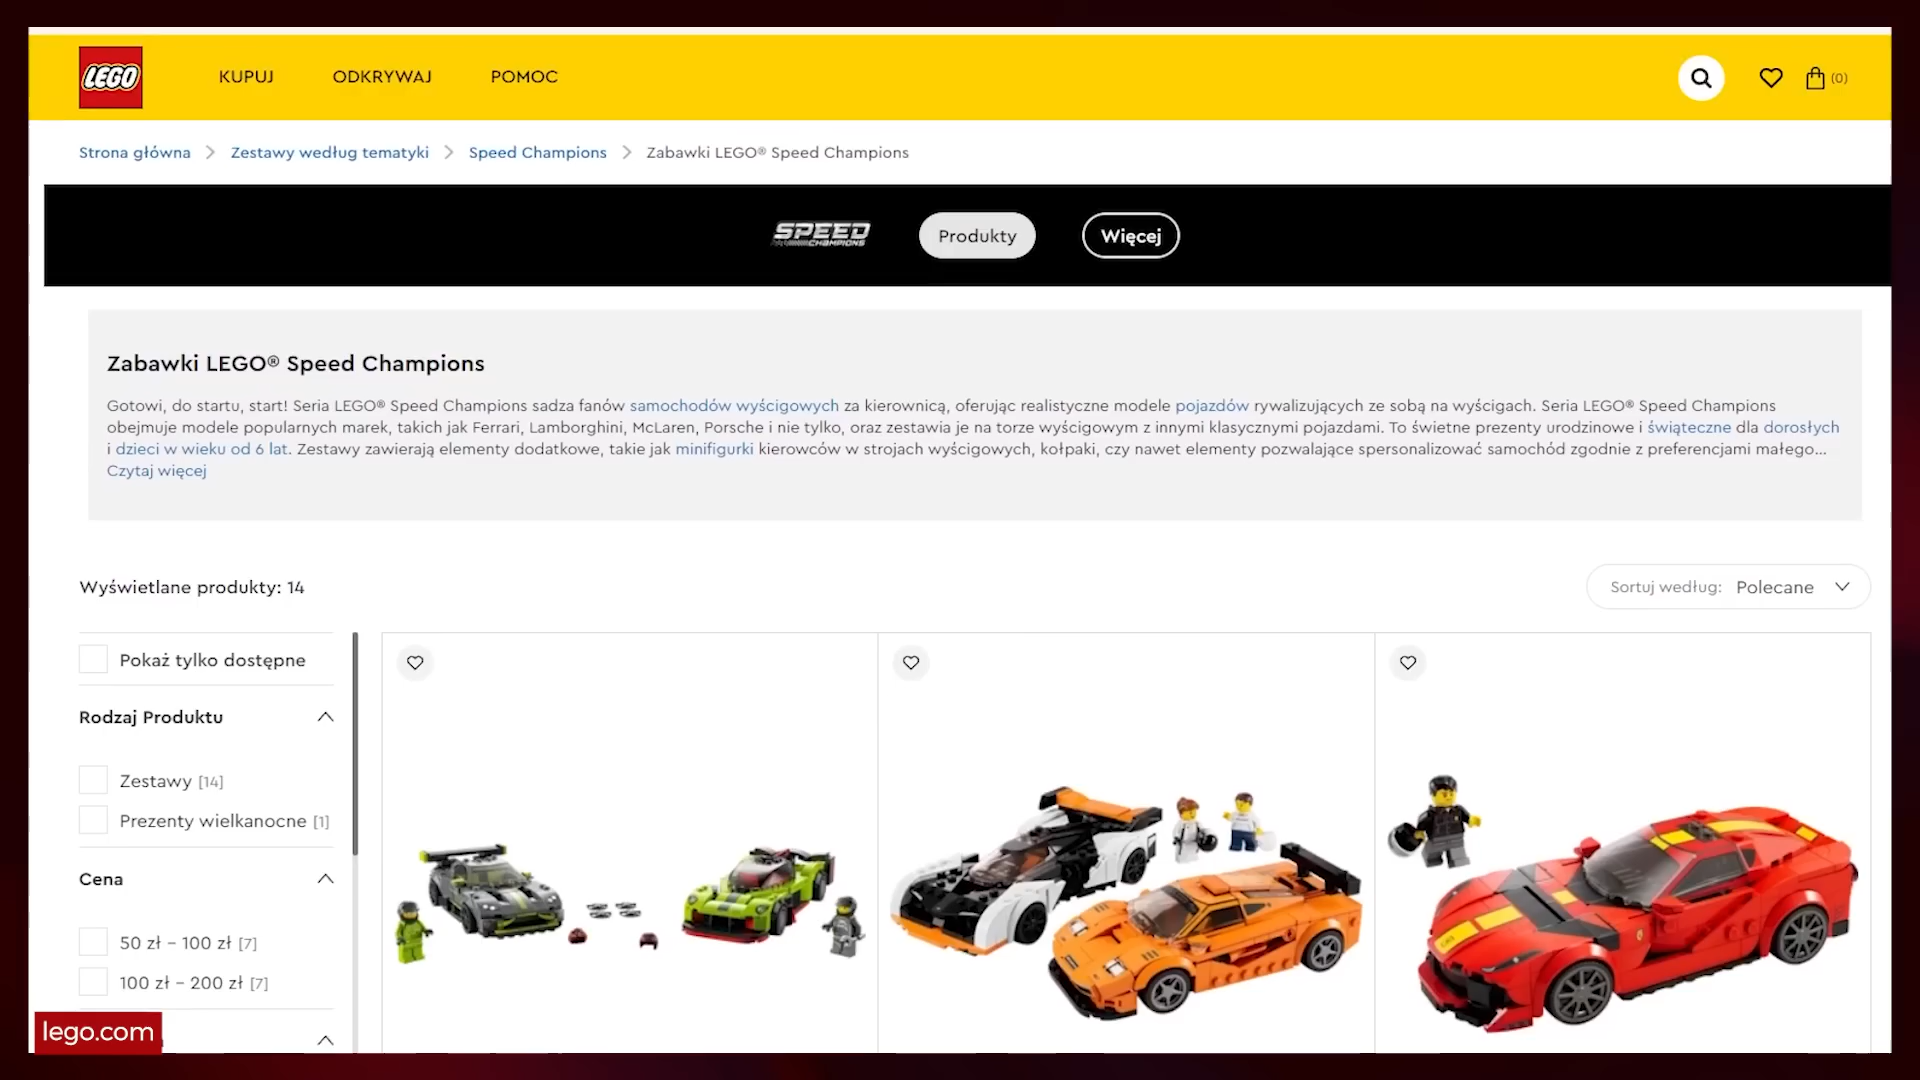 LEGO
KUPUJ
ODKRYWAJ
POMOC
(0)
Strona główna
Zestawy według tematyki
Speed Champions
Zabawki LEGO® Speed Champions
SPEED
CHAMPIONS
Produkty
Więcej
Zabawki LEGO® Speed Champions
Gotowi, do startu, start! Seria LEGO® Speed Champions sadza fanów samochodów wyścigowych za kierownicą, oferując realistyczne modele pojazdów rywalizujących ze sobą na wyścigach. Seria LEGO® Speed Champions
obejmuje modele popularnych marek, takich jak Ferrari, Lamborghini, McLaren, Porsche i nie tylko, oraz zestawia je na torze wyścigowym z innymi klasycznymi pojazdami. To świetne prezenty urodzinowe i świąteczne dla dorosłych
i dzieci w wieku od 6 lat. Zestawy zawierają elementy dodatkowe, takie jak minifigurki kierowców w strojach wyścigowych, kołpaki, czy nawet elementy pozwalające spersonalizować samochód zgodnie z preferencjami małego...
Czytaj więcej
Wyświetlane produkty: 14
Sortuj według: Polecane
Pokaż tylko dostępne
Rodzaj Produktu
Zestawy [14]
Prezenty wielkanocne [1]
Cena
50 zł – 100 zł [7]
100 zł – 200 zł [7]
lego.com